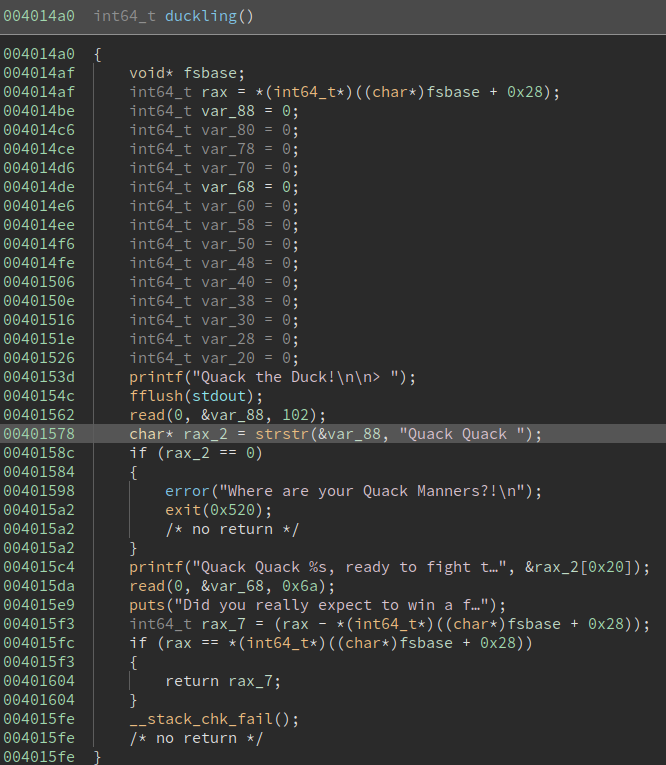 004014a0 int64_t duckling()
004014a0 {
004014af void* fsbase;
004014af int64_t rax = *(int64_t*)((char*)fsbase + 0x28);
004014be int64_t var_88 = 0;
004014c6 int64_t var_80 = 0;
004014ce int64_t var_78 = 0;
004014d6 int64_t var_70 = 0;
004014de int64_t var_68 = 0;
004014e6 int64_t var_60 = 0;
004014ee int64_t var_58 = 0;
004014f6 int64_t var_50 = 0;
004014fe int64_t var_48 = 0;
00401506 int64_t var_40 = 0;
0040150e int64_t var_38 = 0;
00401516 int64_t var_30 = 0;
0040151e int64_t var_28 = 0;
00401526 int64_t var_20 = 0;
0040153d printf("Quack the Duck!\n\n> ");
0040154c fflush(stdout);
00401562 read(0, &var_88, 102);
00401578 char* rax_2 = strstr(&var_88, "Quack Quack ");
0040158c if (rax_2 == 0)
00401584 {
00401598 error("Where are your Quack Manners?!\n");
004015a2 exit(0x520);
004015a2 /* no return */
004015a2 }
004015c4 printf("Quack Quack %s, ready to fight t…", &rax_2[0x20]);
004015da read(0, &var_68, 0x6a);
004015e9 puts("Did you really expect to win a f…");
004015f3 int64_t rax_7 = (rax - *(int64_t*)((char*)fsbase + 0x28));
004015fc if (rax == *(int64_t*)((char*)fsbase + 0x28))
004015f3 {
00401604 return rax_7;
00401604 }
004015fe __stack_chk_fail();
004015fe /* no return */
004015fe }